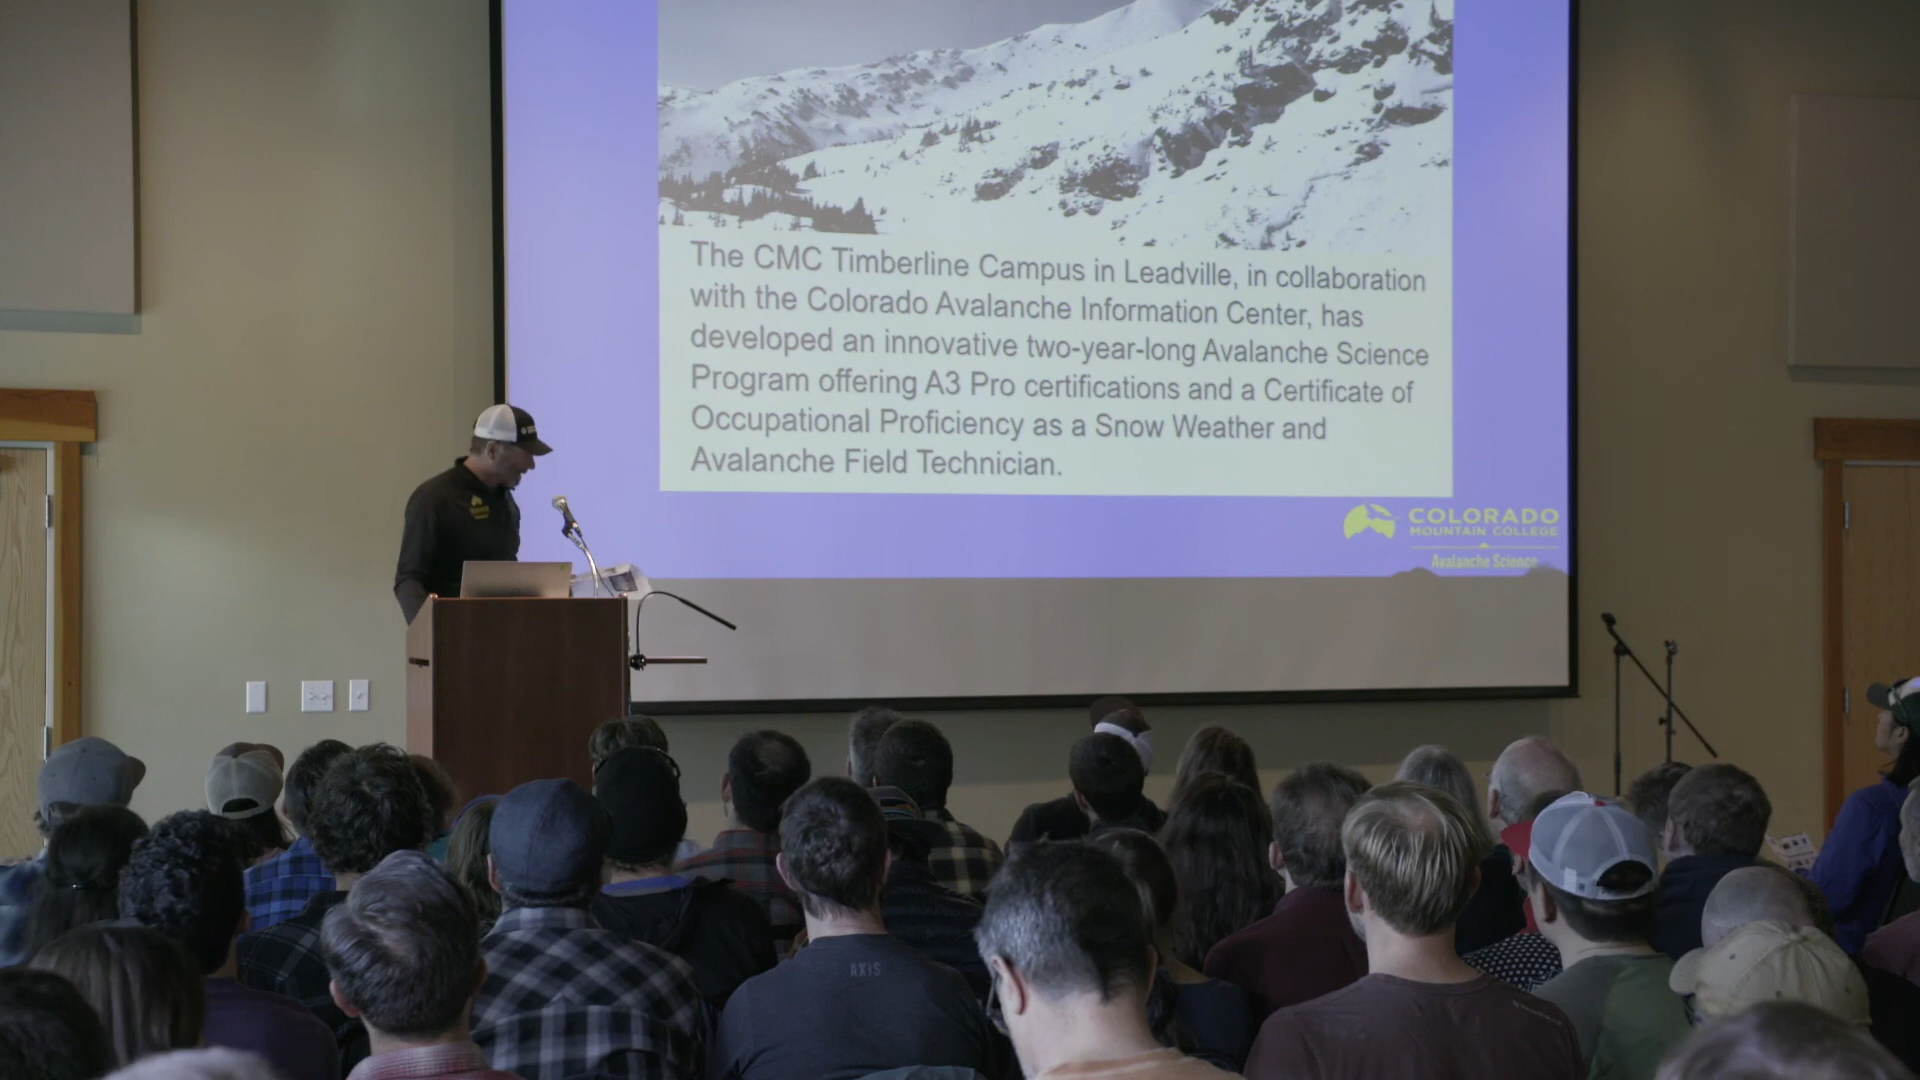 The CMC Timberline Campus in Leadville, in collaboration
with the Colorado Avalanche Information Center, has
developed an innovative two-year-long Avalanche Science
Program offering A3 Pro certifications and a Certificate of
Occupational Proficiency as a Snow Weather and
Avalanche Field Technician.
COLORADO
MOUNTAIN COLLEGE
Avalanche Science
AXIS